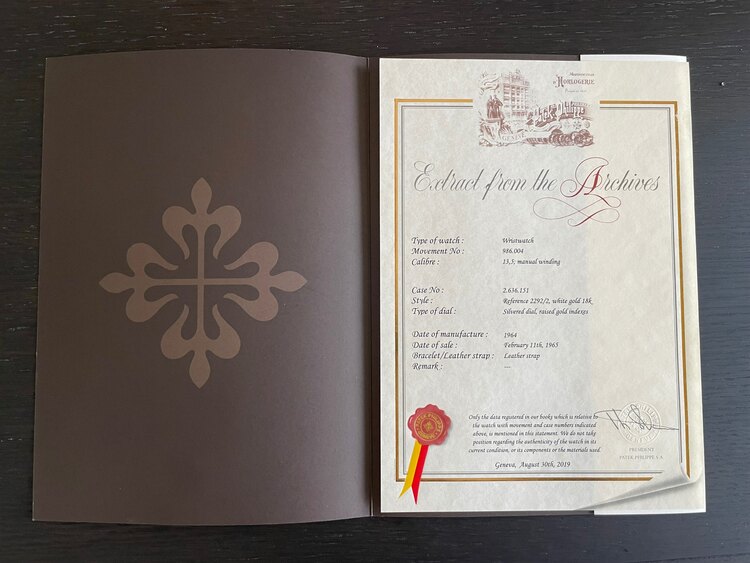 HORLOGERIE
GENÈVE
Extract from the Archives
Type of watch : Wristwatch
Movement No : 986.004
Calibre : 13,5; manual winding
Case No : 2.636.151
Style : Reference 2292/2, white gold 18k
Type of dial : Silvered dial, raised gold indexes
Date of manufacture : 1964
Date of sale : February 11th, 1965
Bracelet/Leather strap : Leather strap
Remark : ---
Only the data registered in our books which is relative to
the watch with movement and case numbers indicated
above, is mentioned in this statement. We do not take
position regarding the authenticity of the watch in its
current condition, or its components or the materials used.
Geneva, August 30th, 2019
PATEK PHILIPPE
PRESIDENT
PATEK PHILIPPE S.A.